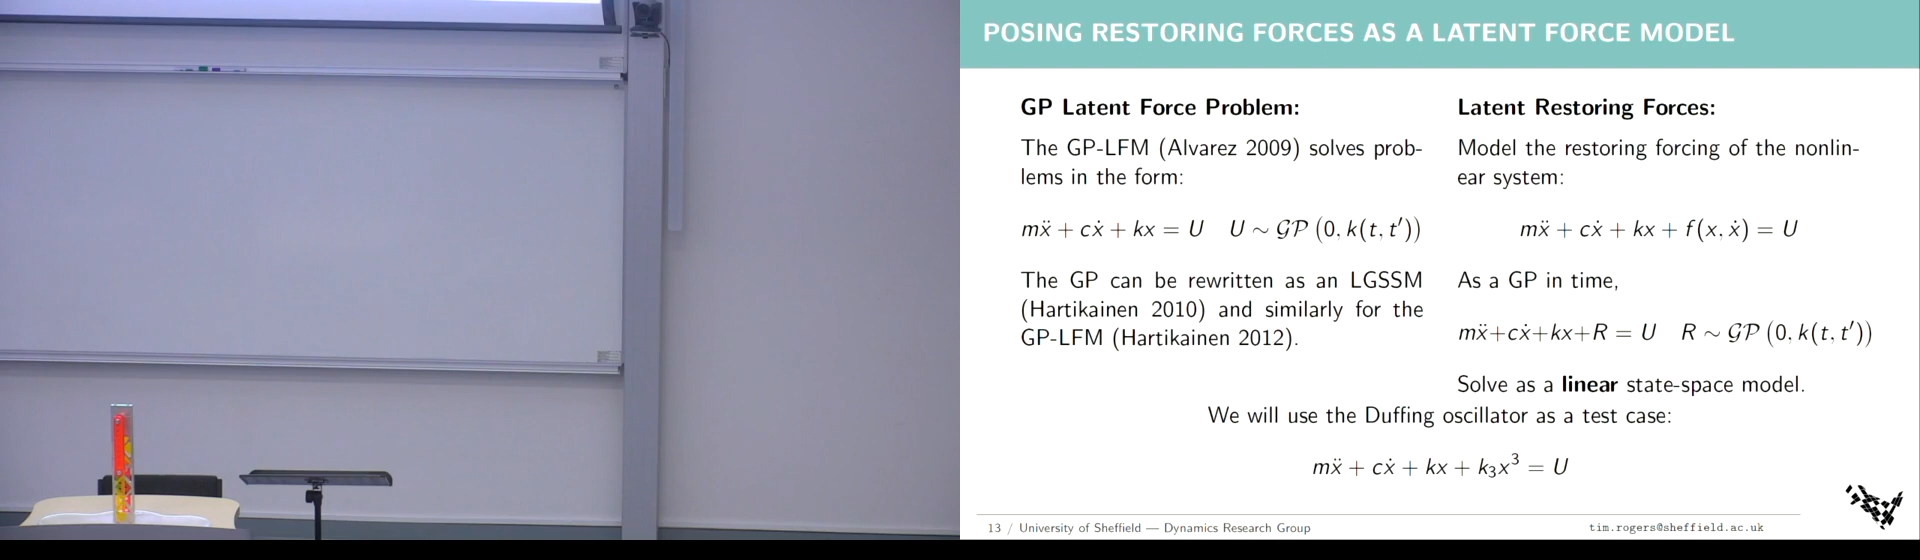 POSING RESTORING FORCES AS A LATENT FORCE MODEL
GP Latent Force Problem:
The GP-LFM (Alvarez 2009) solves prob-
lems in the form:
mẍ + cẋ + kx = U   U ∼ 𝒢𝒫 (0, k(t, t′))
The GP can be rewritten as an LGSSM
(Hartikainen 2010) and similarly for the
GP-LFM (Hartikainen 2012).
Latent Restoring Forces:
Model the restoring forcing of the nonlin-
ear system:
mẍ + cẋ + kx + f(x, ẋ) = U
As a GP in time,
mẍ+cẋ+kx+R = U   R ∼ 𝒢𝒫 (0, k(t, t′))
Solve as a linear state-space model.
We will use the Duffing oscillator as a test case:
mẍ + cẋ + kx + k₃x³ = U
13 / University of Sheffield — Dynamics Research Group
tim.rogers@sheffield.ac.uk